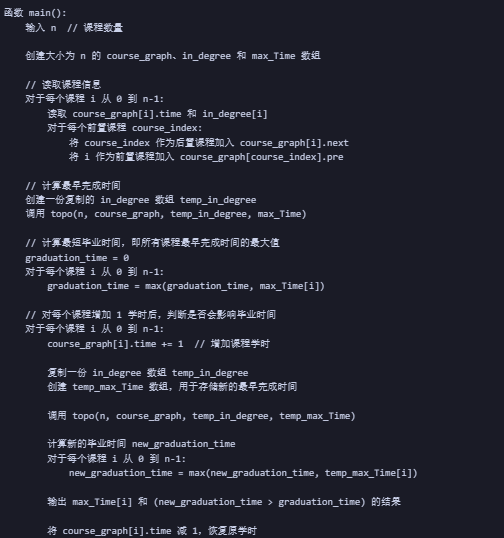 函数 main():
输入 n  // 课程数量
创建大小为 n 的 course_graph、in_degree 和 max_Time 数组
// 读取课程信息
对于每个课程 i 从 0 到 n-1:
读取 course_graph[i].time 和 in_degree[i]
对于每个前置课程 course_index:
将 course_index 作为后置课程加入 course_graph[i].next
将 i 作为前置课程加入 course_graph[course_index].pre
// 计算最早完成时间
创建一份复制的 in_degree 数组 temp_in_degree
调用 topo(n, course_graph, temp_in_degree, max_Time)
// 计算最短毕业时间，即所有课程最早完成时间的最大值
graduation_time = 0
对于每个课程 i 从 0 到 n-1:
graduation_time = max(graduation_time, max_Time[i])
// 对每个课程增加 1 学时后，判断是否会影响毕业时间
对于每个课程 i 从 0 到 n-1:
course_graph[i].time += 1  // 增加课程学时
复制一份 in_degree 数组 temp_in_degree
创建 temp_max_Time 数组，用于存储新的最早完成时间
调用 topo(n, course_graph, temp_in_degree, temp_max_Time)
计算新的毕业时间 new_graduation_time
对于每个课程 i 从 0 到 n-1:
new_graduation_time = max(new_graduation_time, temp_max_Time[i])
输出 max_Time[i] 和 (new_graduation_time > graduation_time) 的结果
将 course_graph[i].time 减 1，恢复原学时